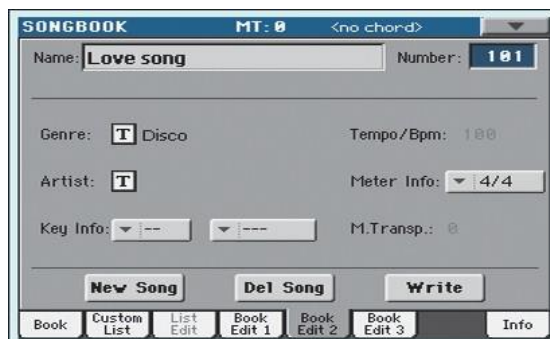 SONGBOOK MT: 0 <no chord>
Name: Love song Number: 101
Genre: T Disco Tempo/Bpm: 100
Artist: T Meter Info: 4/4
Key Info: -- --- M.Transp.: 0
New Song Del Song Write
Book Custom List List Edit Book Edit 1 Book Edit 2 Book Edit 3 Info